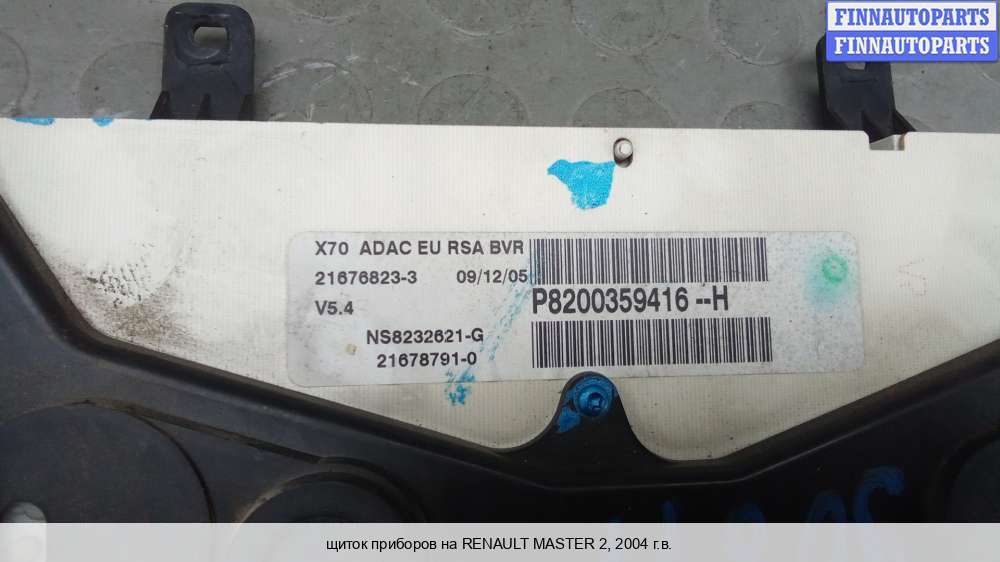 FINNAUTOPARTS
FINNAUTOPARTS
X70 ADAC EU RSA BVR
21676823-3 09/12/05
V5.4
P8200359416--H
NS8232621-G
21678791-0
щиток приборов на RENAULT MASTER 2, 2004 г.в.